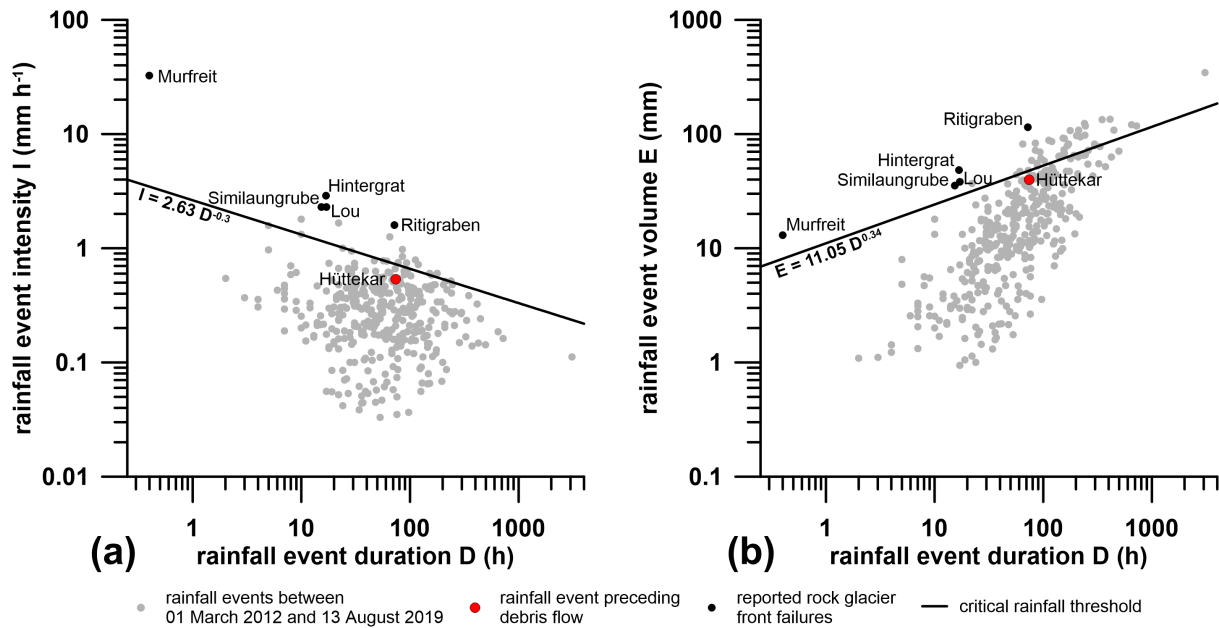 100
10
1
0.1
0.01
rainfall event intensity I (mm h⁻¹)
Murfreit
I = 2.63 D⁻⁰·³
Similaungrube
Hintergrat
Lou
Ritigraben
Hüttekar
1
10
100
1000
(a)
rainfall event duration D (h)
1000
100
10
1
0.1
rainfall event volume E (mm)
Ritigraben
Hintergrat
Similaungrube
Lou
Hüttekar
Murfreit
E = 11.05 D⁰·³⁴
1
10
100
1000
(b)
rainfall event duration D (h)
rainfall events between
01 March 2012 and 13 August 2019
rainfall event preceding
debris flow
reported rock glacier
front failures
critical rainfall threshold